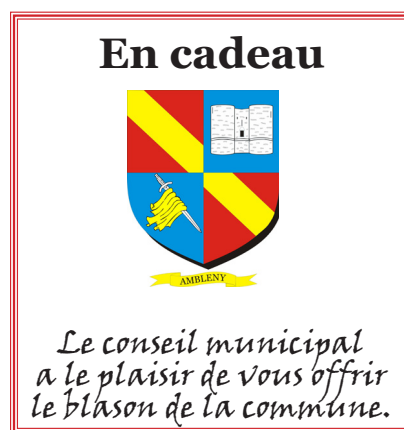 En cadeau
AMBLENY
Le conseil municipal
a le plaisir de vous offrir
le blason de la commune.